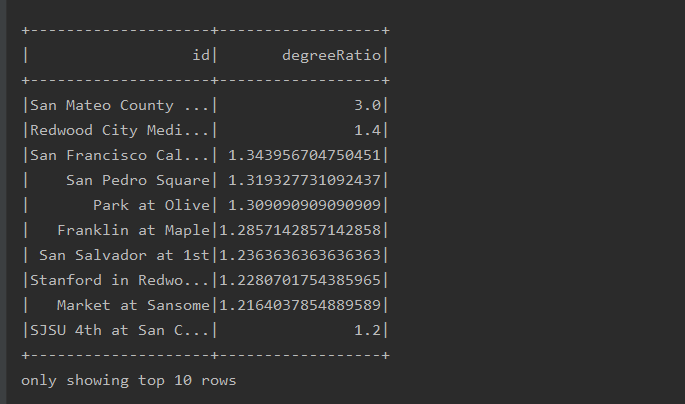 +--------------------+------------------+
|                  id|       degreeRatio|
+--------------------+------------------+
|San Mateo County ...|               3.0|
|Redwood City Medi...|               1.4|
|San Francisco Cal...| 1.343956704750451|
|    San Pedro Square| 1.319327731092437|
|       Park at Olive| 1.309090909090909|
|   Franklin at Maple|1.2857142857142858|
| San Salvador at 1st|1.2363636363636363|
|Stanford in Redwo...|1.2280701754385965|
|   Market at Sansome|1.2164037854889589|
|SJSU 4th at San C...|               1.2|
+--------------------+------------------+
only showing top 10 rows